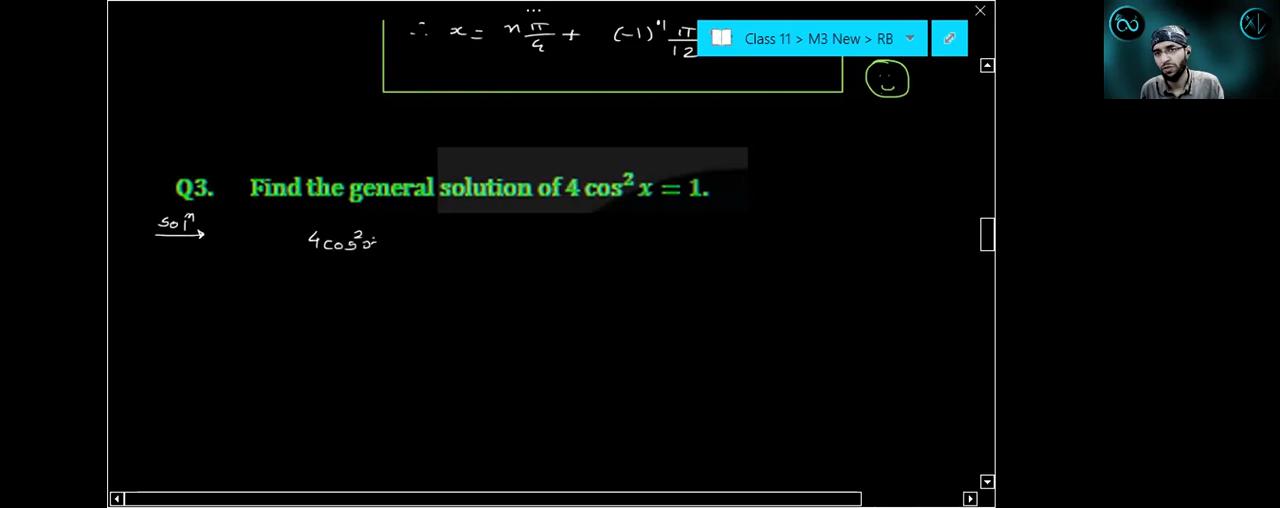 ...
∴ x = n π/4 + (-1)^n π/12
Class 11 > M3 New > RB
Q3. Find the general solution of 4 cos² x = 1.
solⁿ
4cos²x